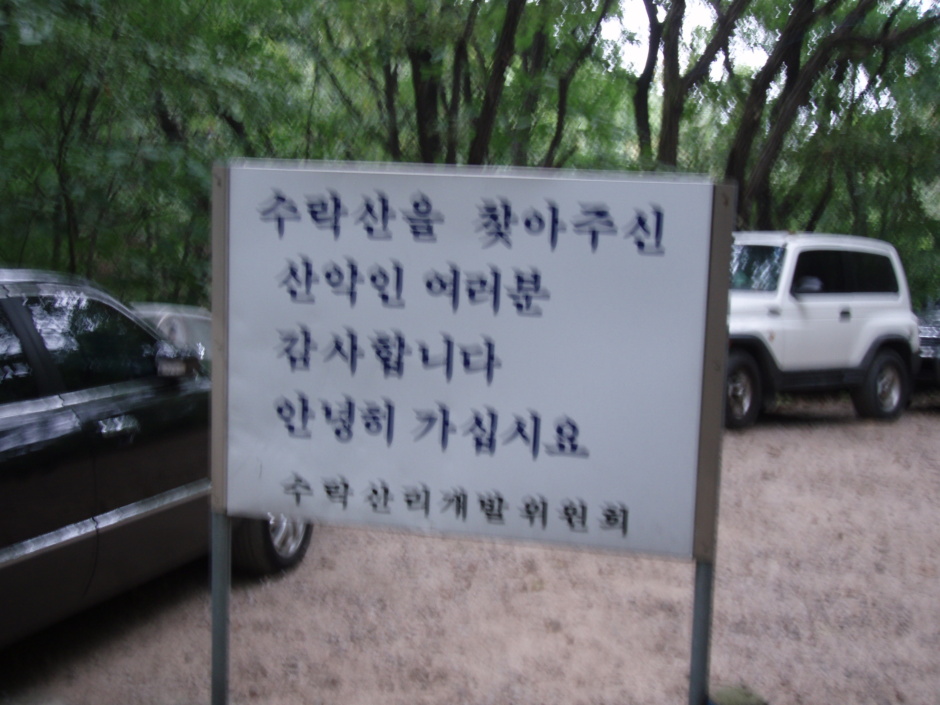 수락산을 찾아주신
산악인 여러분
감사합니다
안녕히 가십시요
수락산리개발위원회